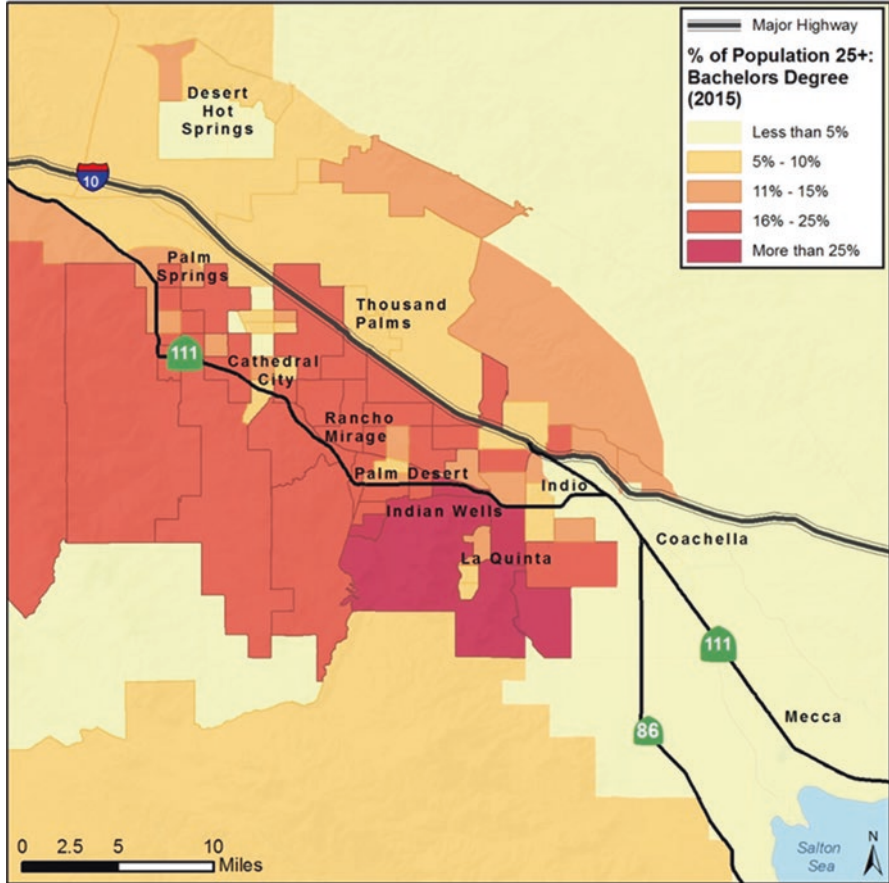 Major Highway
% of Population 25+:
Bachelors Degree
(2015)
Less than 5%
5% - 10%
11% - 15%
16% - 25%
More than 25%
Desert
Hot
Springs
10
Palm
Springs
Thousand
Palms
111
Cathedral
City
Rancho
Mirage
Palm Desert
Indio
Indian Wells
Coachella
La Quinta
111
Mecca
86
0 2.5 5 10
Miles
Salton
Sea
N